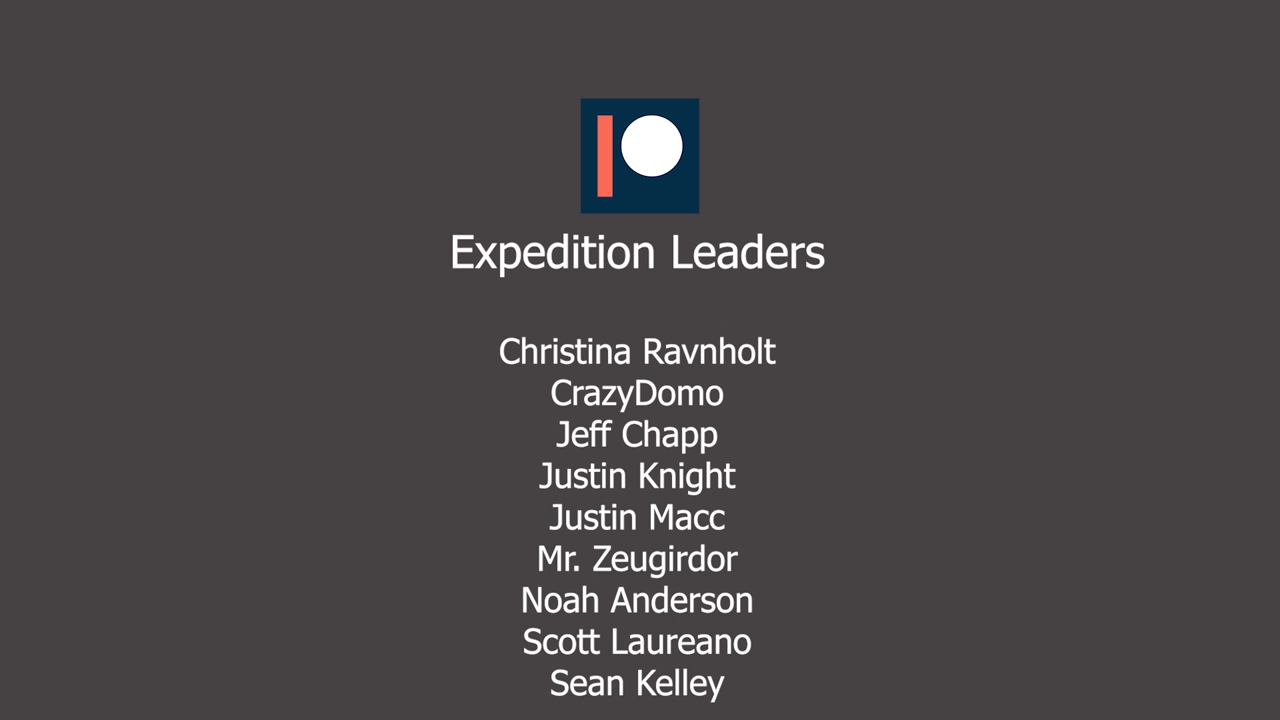 Expedition Leaders
Christina Ravnholt
CrazyDomo
Jeff Chapp
Justin Knight
Justin Macc
Mr. Zeugirdor
Noah Anderson
Scott Laureano
Sean Kelley